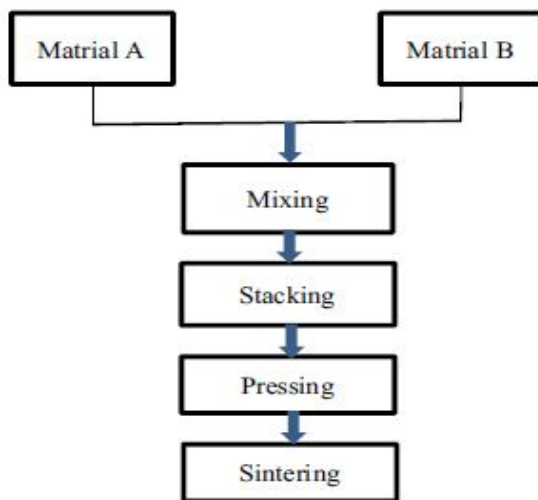 Matrial A
Matrial B
Mixing
Stacking
Pressing
Sintering